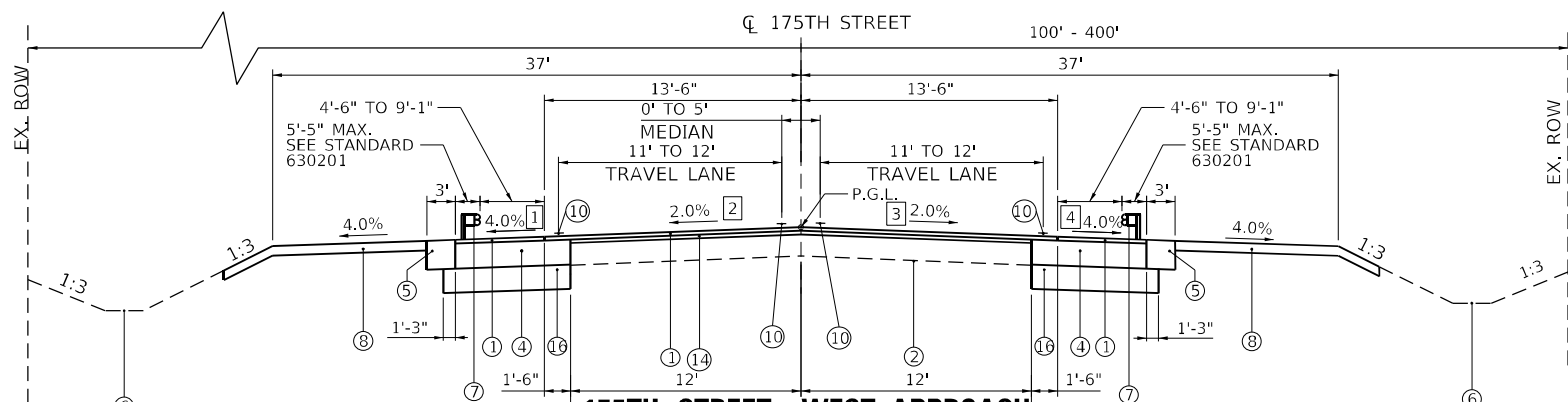 ℄ 175TH STREET
100' - 400'
37'
37'
13'-6"
13'-6"
4'-6" TO 9'-1"
0' TO 5'
MEDIAN
4'-6" TO 9'-1"
5'-5" MAX.
SEE STANDARD
630201
11' TO 12'
TRAVEL LANE
11' TO 12'
TRAVEL LANE
5'-5" MAX.
SEE STANDARD
630201
EX. ROW
EX. ROW
3'
P.G.L.
3'
4.0%
4.0%
1
10
2.0%
2
3
2.0%
10
4
4.0%
4.0%
1:3
1:3
1:3
1:3
5
5
1'-3"
8
1
4
16
1
14
10
10
2
16
4
1
1'-3"
8
7
1'-6"
12'
12'
1'-6"
7
6
175TH STREET - WEST APPROACH